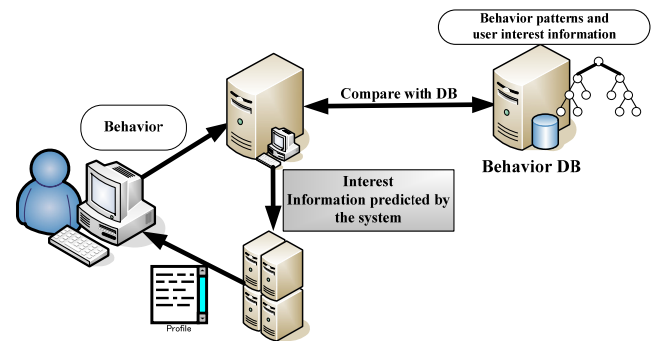 Behavior patterns and
user interest information
Compare with DB
Behavior
Behavior DB
Interest
Information predicted by
the system
Profile